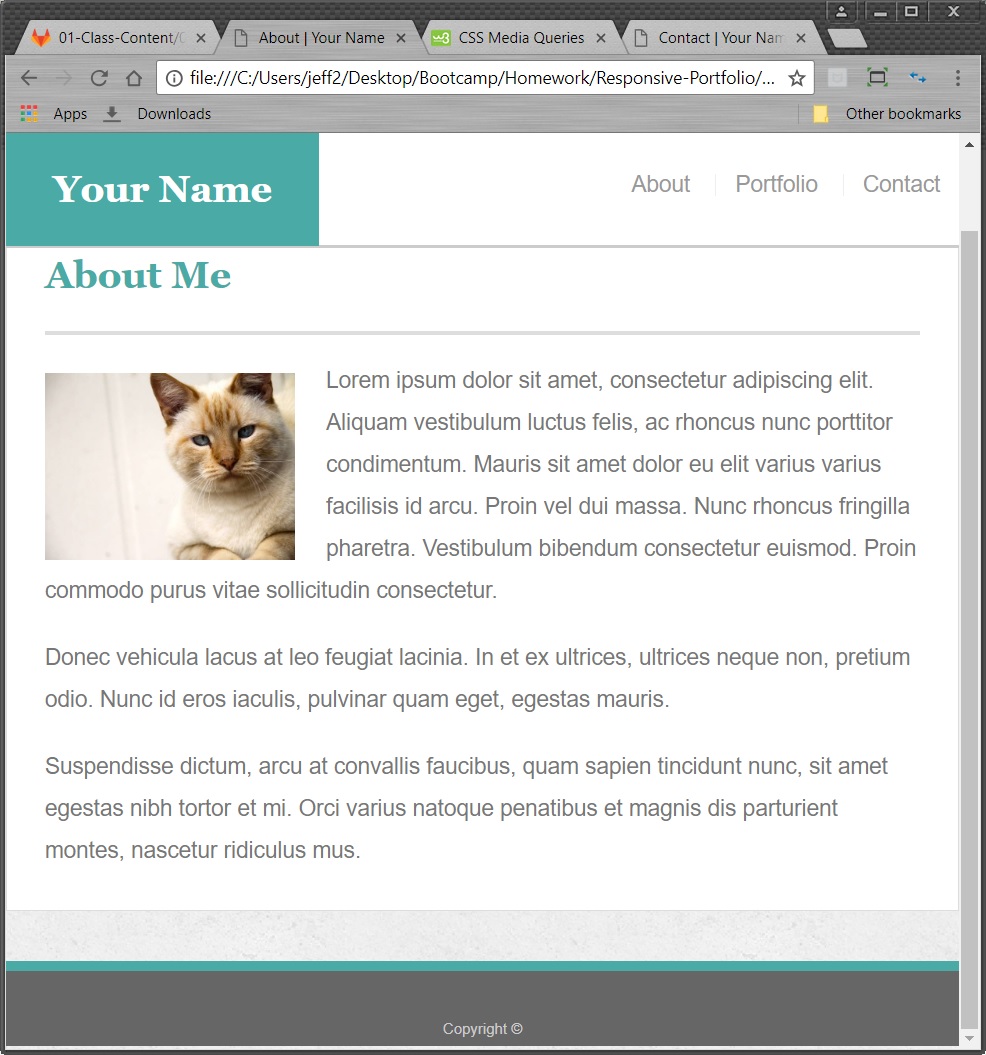 01-Class-Content/
About | Your Name
CSS Media Queries
Contact | Your Nam
file:///C:/Users/jeff2/Desktop/Bootcamp/Homework/Responsive-Portfolio/...
Apps
Downloads
Other bookmarks
Your Name
About
Portfolio
Contact
About Me
Lorem ipsum dolor sit amet, consectetur adipiscing elit.
Aliquam vestibulum luctus felis, ac rhoncus nunc porttitor
condimentum. Mauris sit amet dolor eu elit varius varius
facilisis id arcu. Proin vel dui massa. Nunc rhoncus fringilla
pharetra. Vestibulum bibendum consectetur euismod. Proin
commodo purus vitae sollicitudin consectetur.
Donec vehicula lacus at leo feugiat lacinia. In et ex ultrices, ultrices neque non, pretium
odio. Nunc id eros iaculis, pulvinar quam eget, egestas mauris.
Suspendisse dictum, arcu at convallis faucibus, quam sapien tincidunt nunc, sit amet
egestas nibh tortor et mi. Orci varius natoque penatibus et magnis dis parturient
montes, nascetur ridiculus mus.
Copyright ©